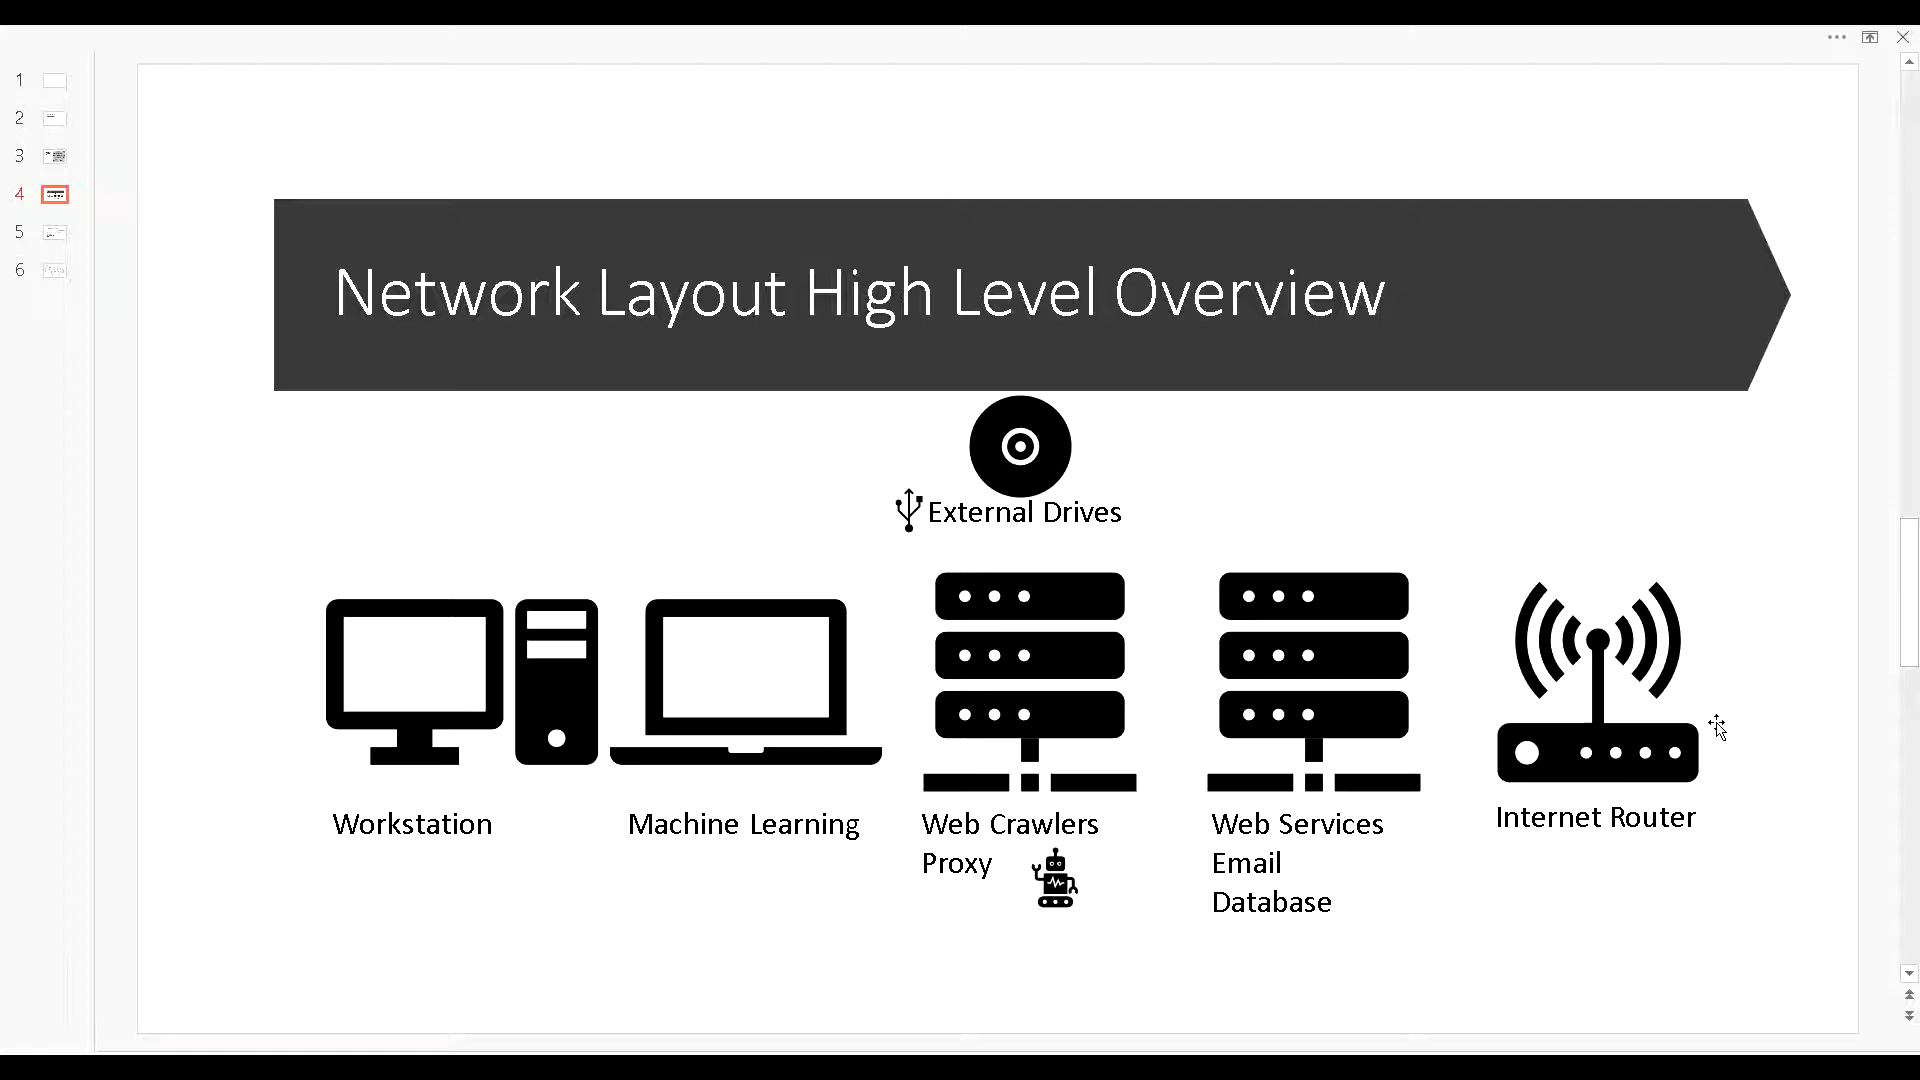 1
2
3
4
5
6
Network Layout High Level Overview
External Drives
Workstation
Machine Learning
Web Crawlers
Proxy
Web Services
Email
Database
Internet Router